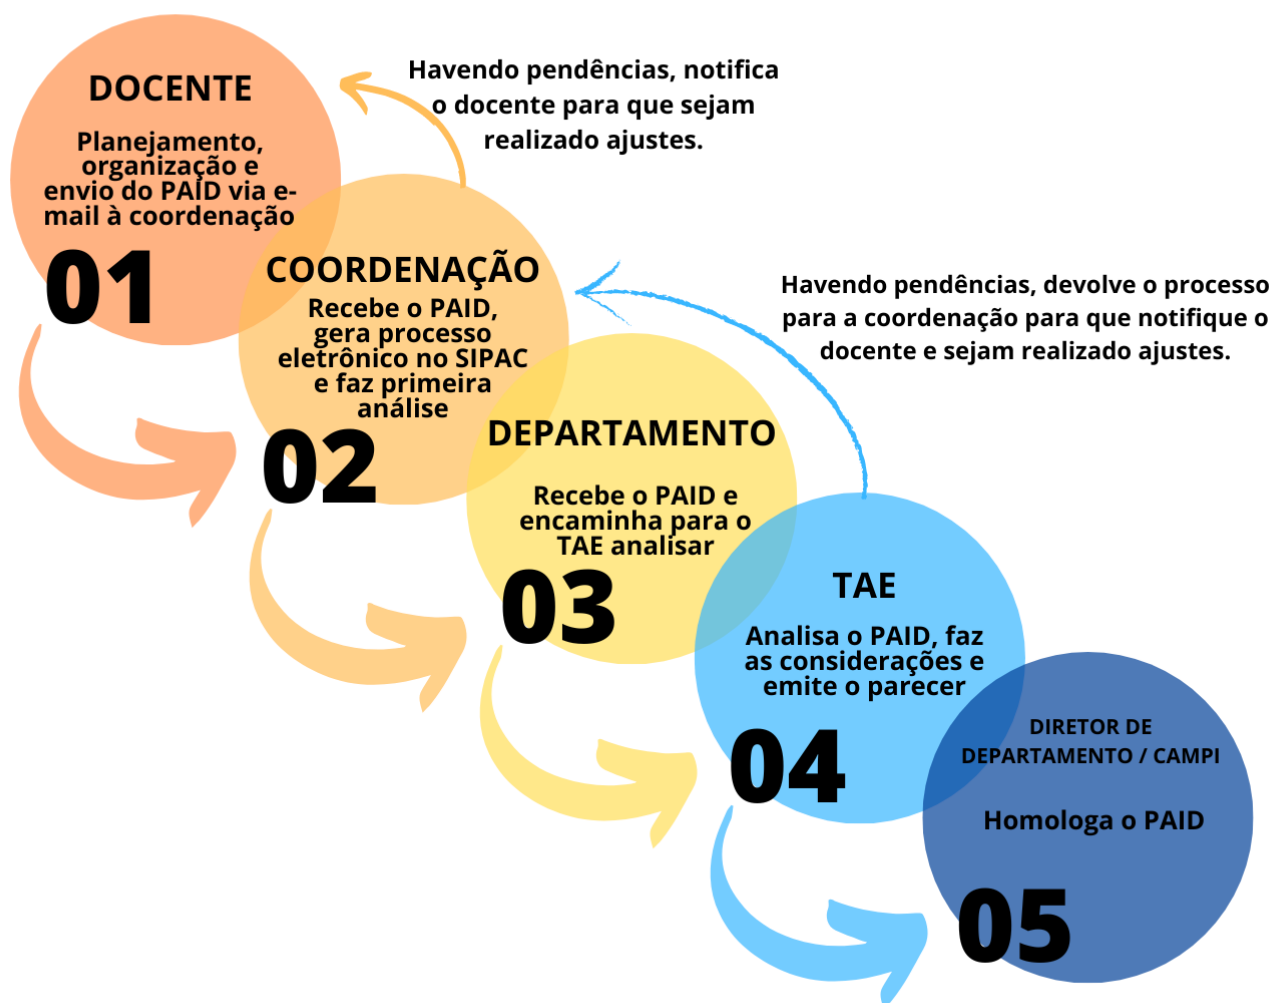 DOCENTE
Planejamento,
organização e
envio do PAID via e-
mail à coordenação
01
Havendo pendências, notifica
o docente para que sejam
realizado ajustes.
COORDENAÇÃO
Recebe o PAID,
gera processo
eletrônico no SIPAC
e faz primeira
análise
02
Havendo pendências, devolve o processo
para a coordenação para que notifique o
docente e sejam realizado ajustes.
DEPARTAMENTO
Recebe o PAID e
encaminha para o
TAE analisar
03
TAE
Analisa o PAID, faz
as considerações e
emite o parecer
04
DIRETOR DE
DEPARTAMENTO / CAMPI
Homologa o PAID
05